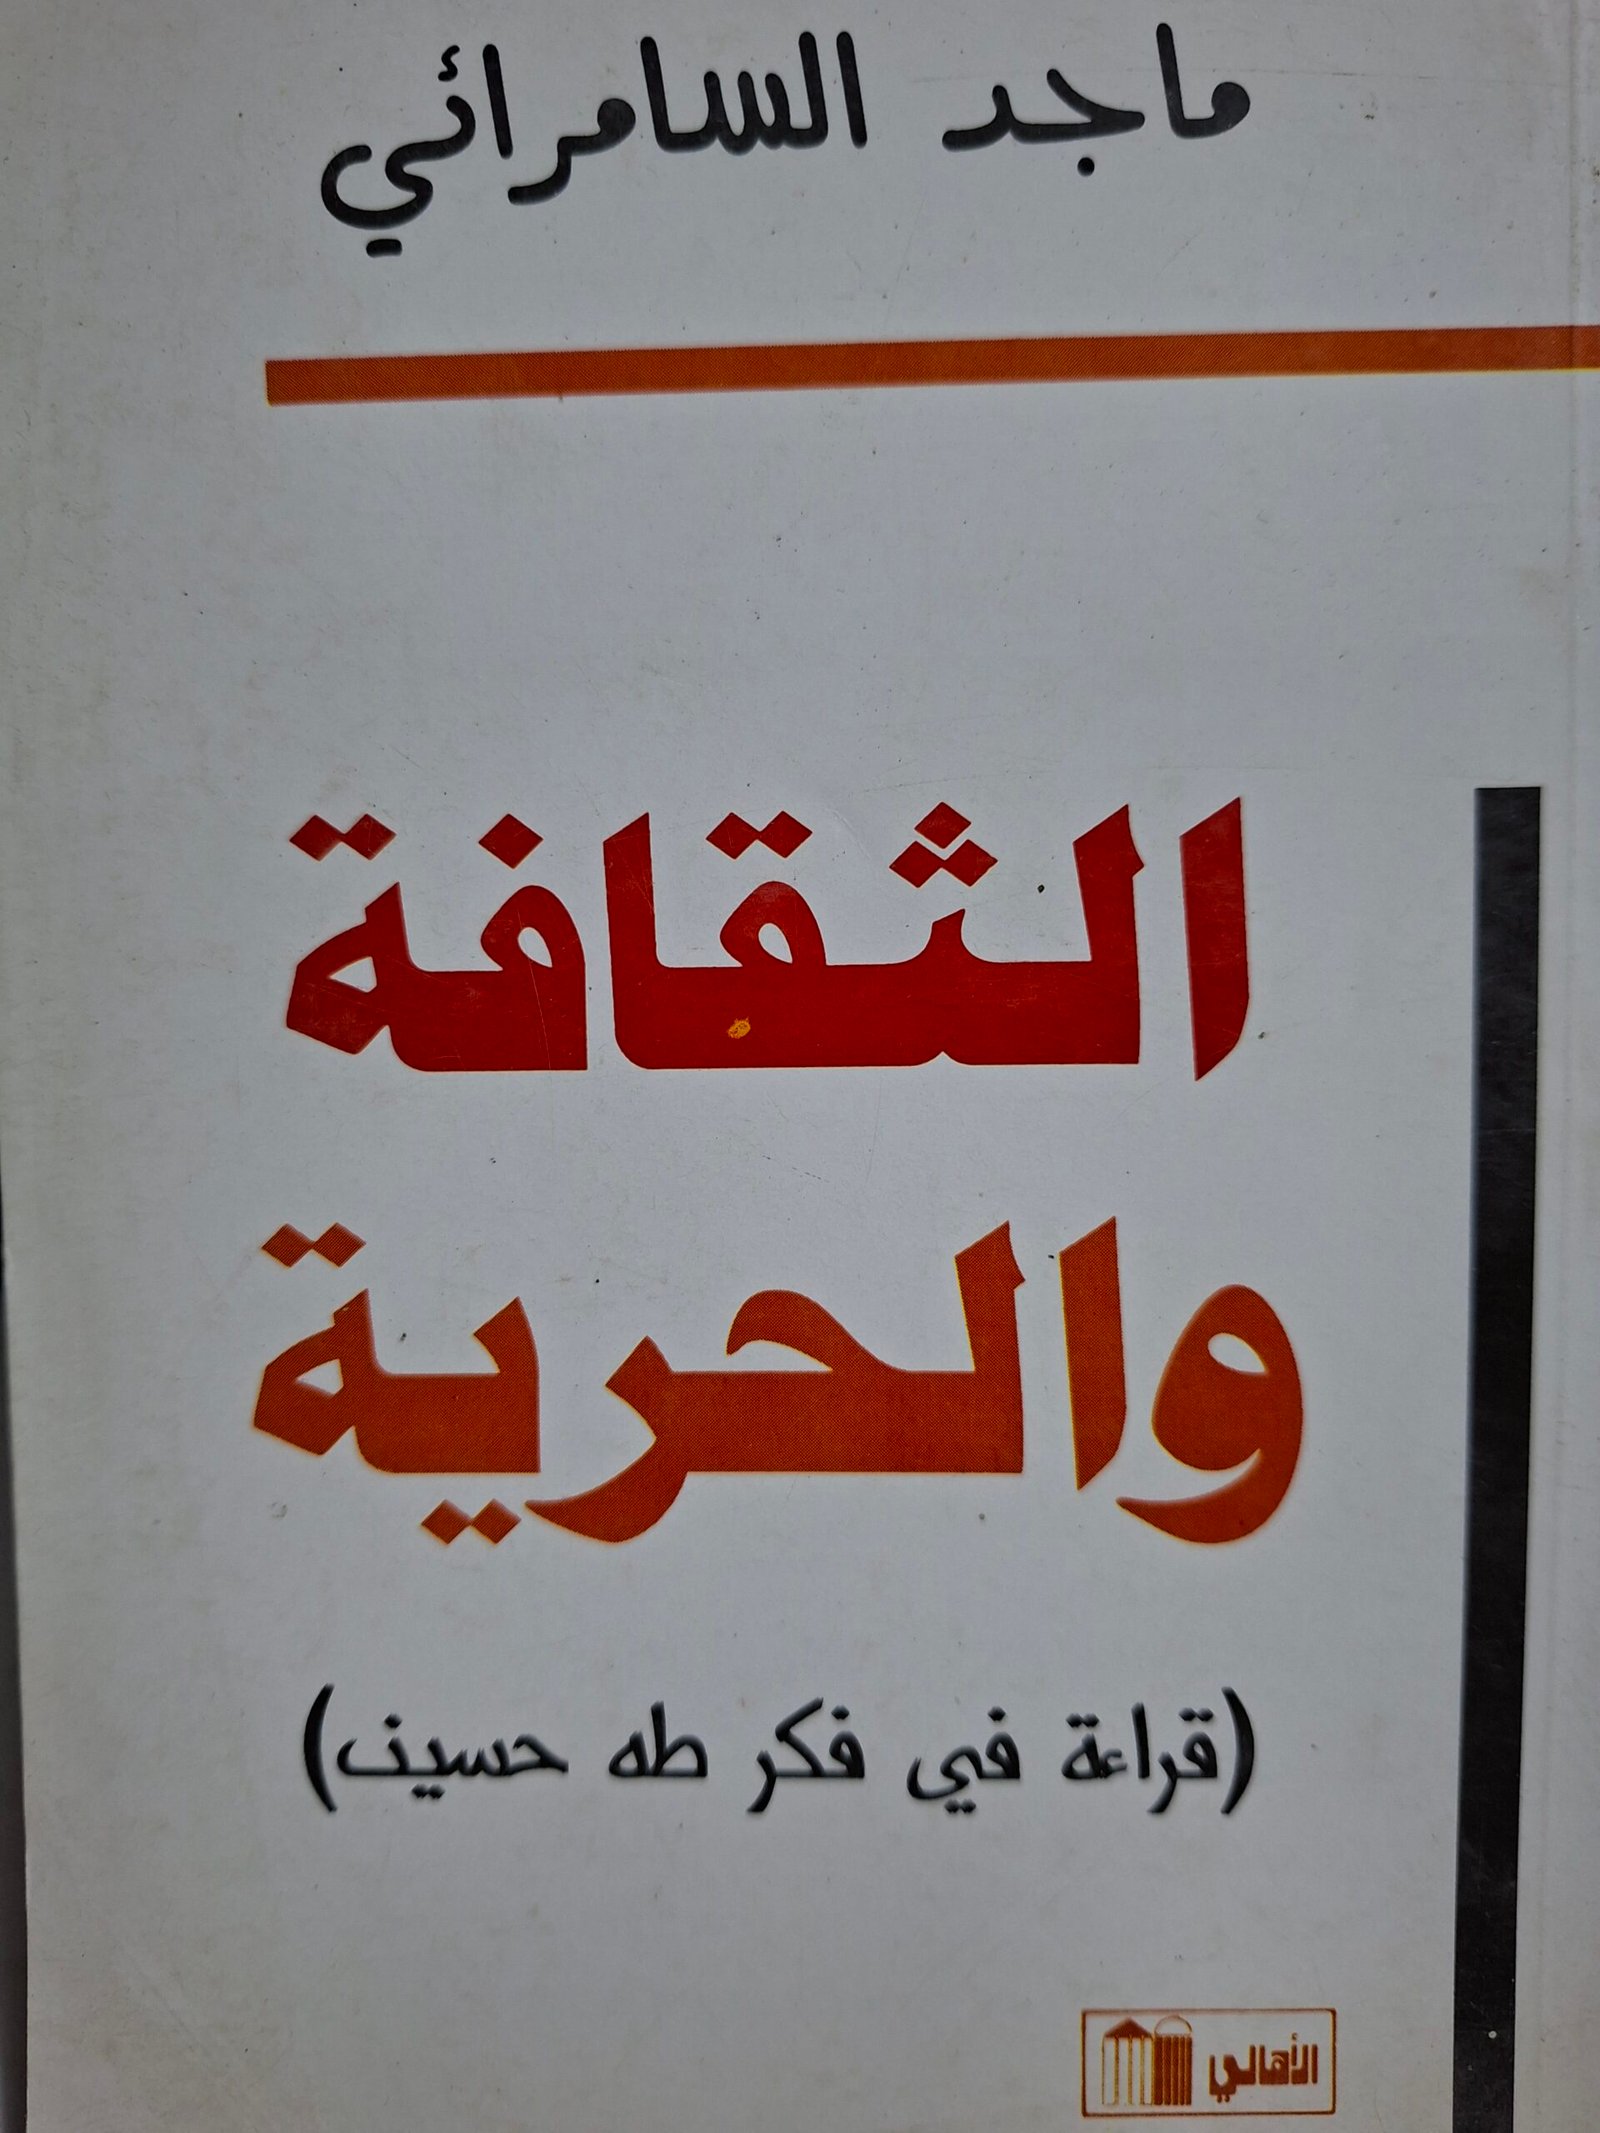 ماجد السامرائي
الثقافة
والحرية
(قراءة في فكر طه حسين)
الأهالي